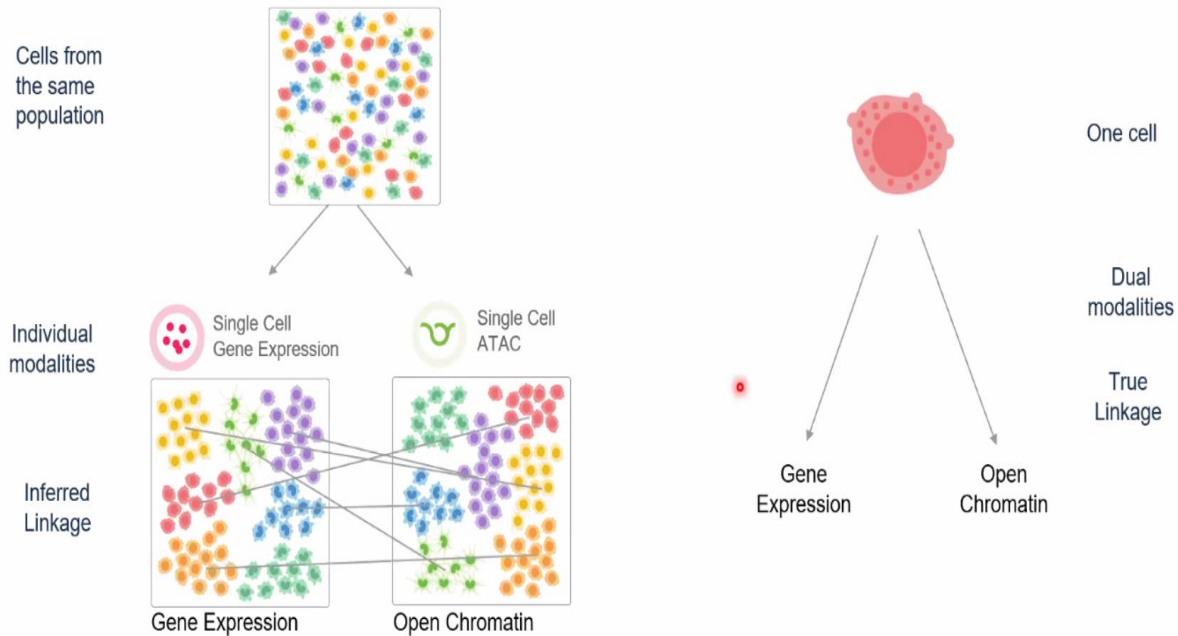 Cells from
the same
population
One cell
Individual
modalities
Single Cell
Gene Expression
Single Cell
ATAC
Dual
modalities
True
Linkage
Inferred
Linkage
Gene
Expression
Open
Chromatin
Gene Expression
Open Chromatin